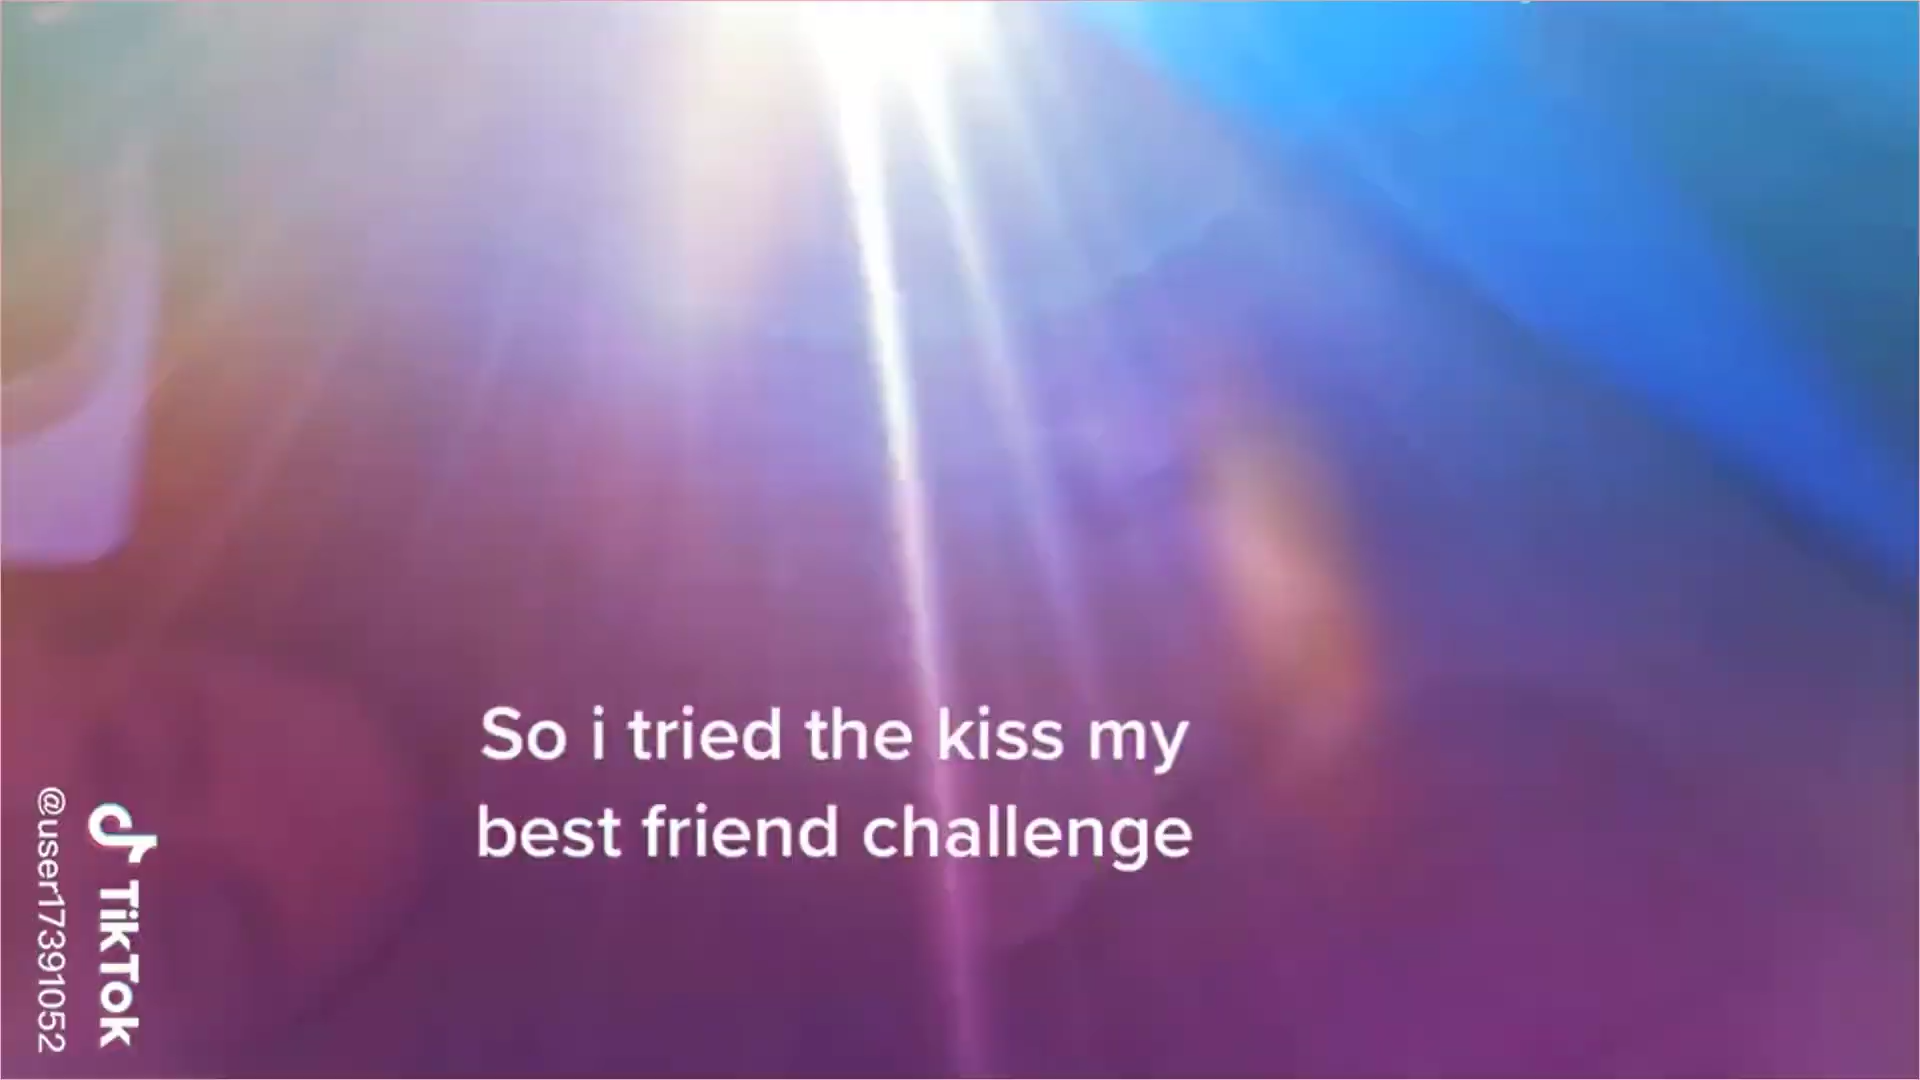 So i tried the kiss my
best friend challenge
TikTok
@user17391052